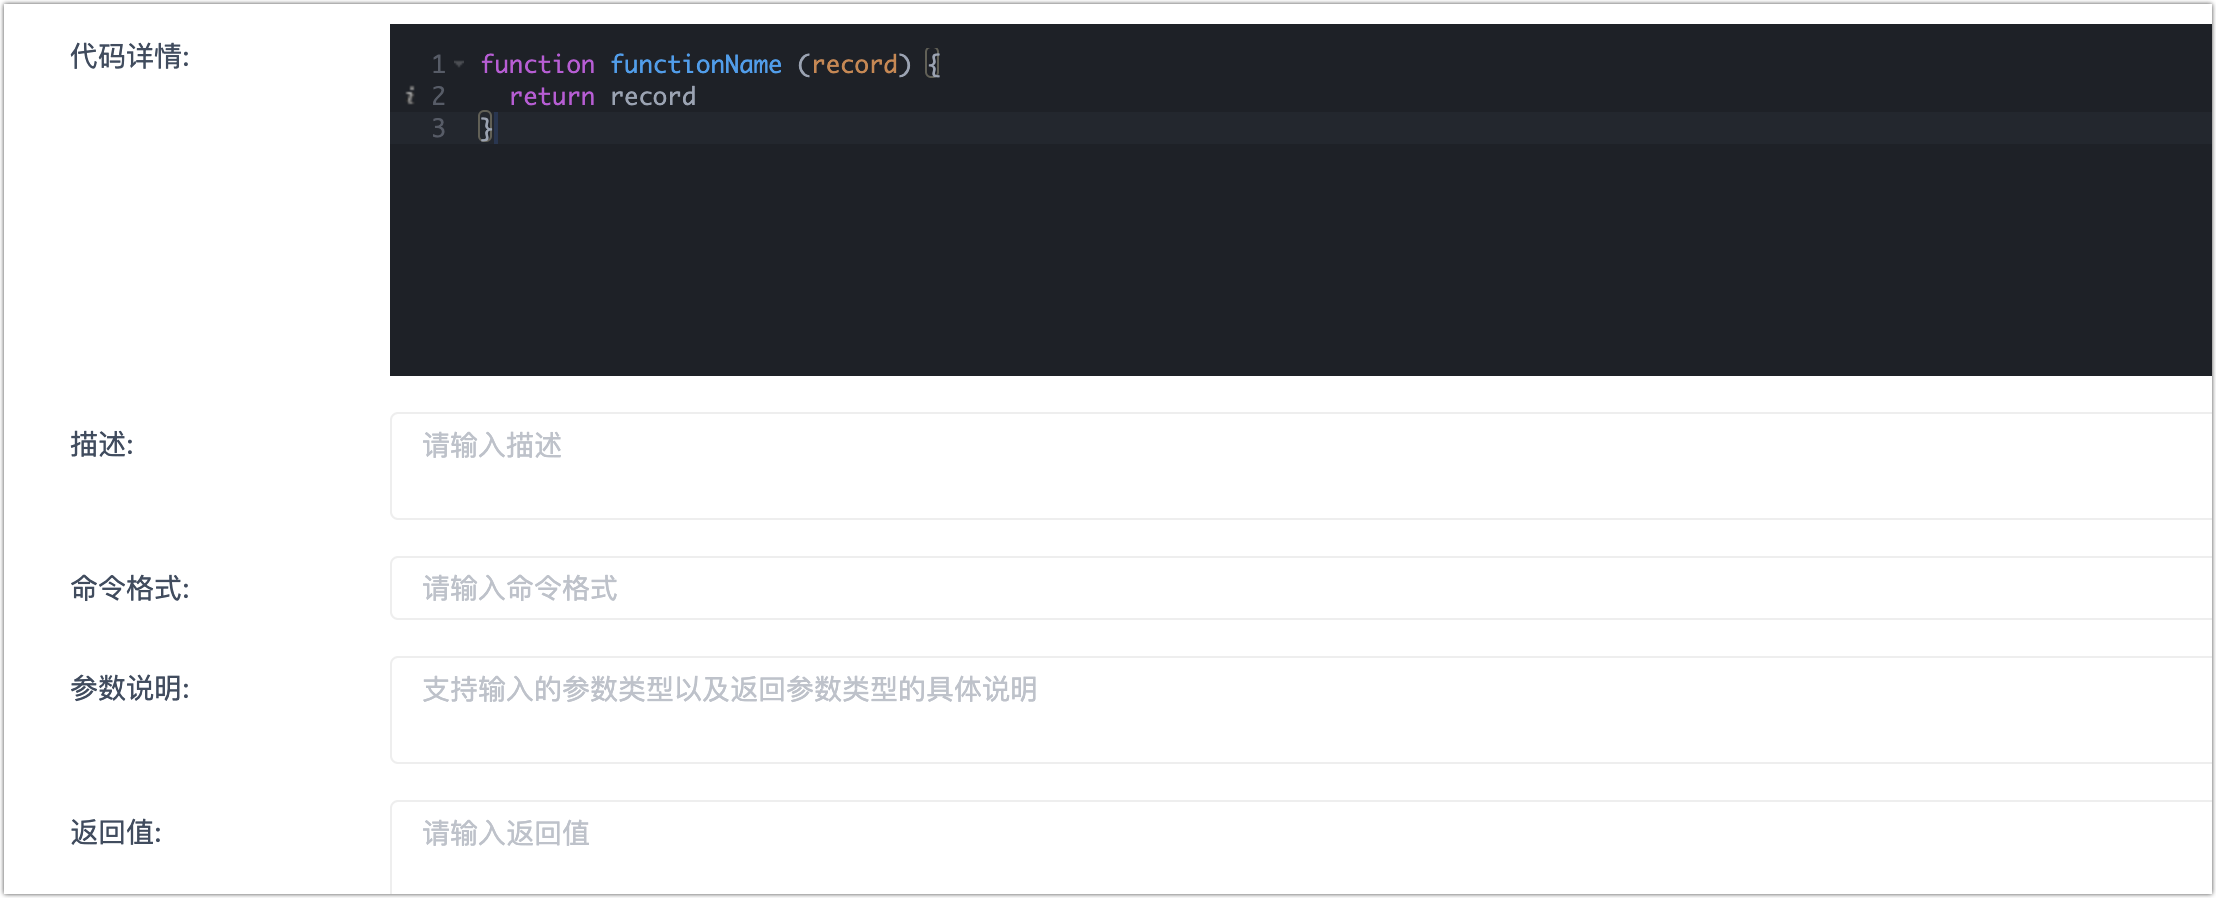 代码详情:
1 function functionName (record) {
i 2 return record
3 }
描述:
请输入描述
命令格式:
请输入命令格式
参数说明:
支持输入的参数类型以及返回参数类型的具体说明
返回值:
请输入返回值